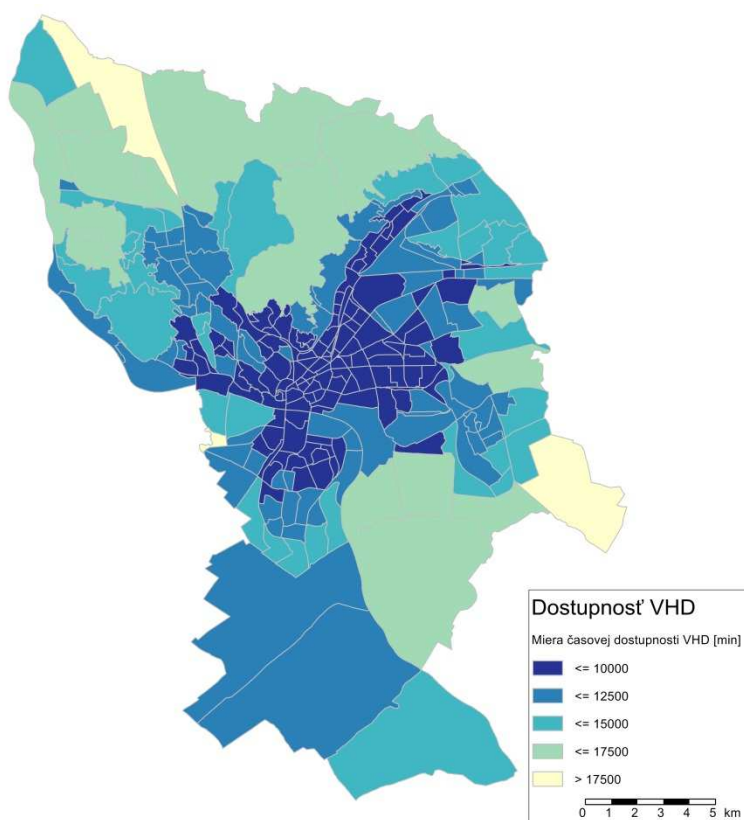 Dostupnosť VHD
Miera časovej dostupnosti VHD [min]
<= 10000
<= 12500
<= 15000
<= 17500
> 17500
0 1 2 3 4 5 km